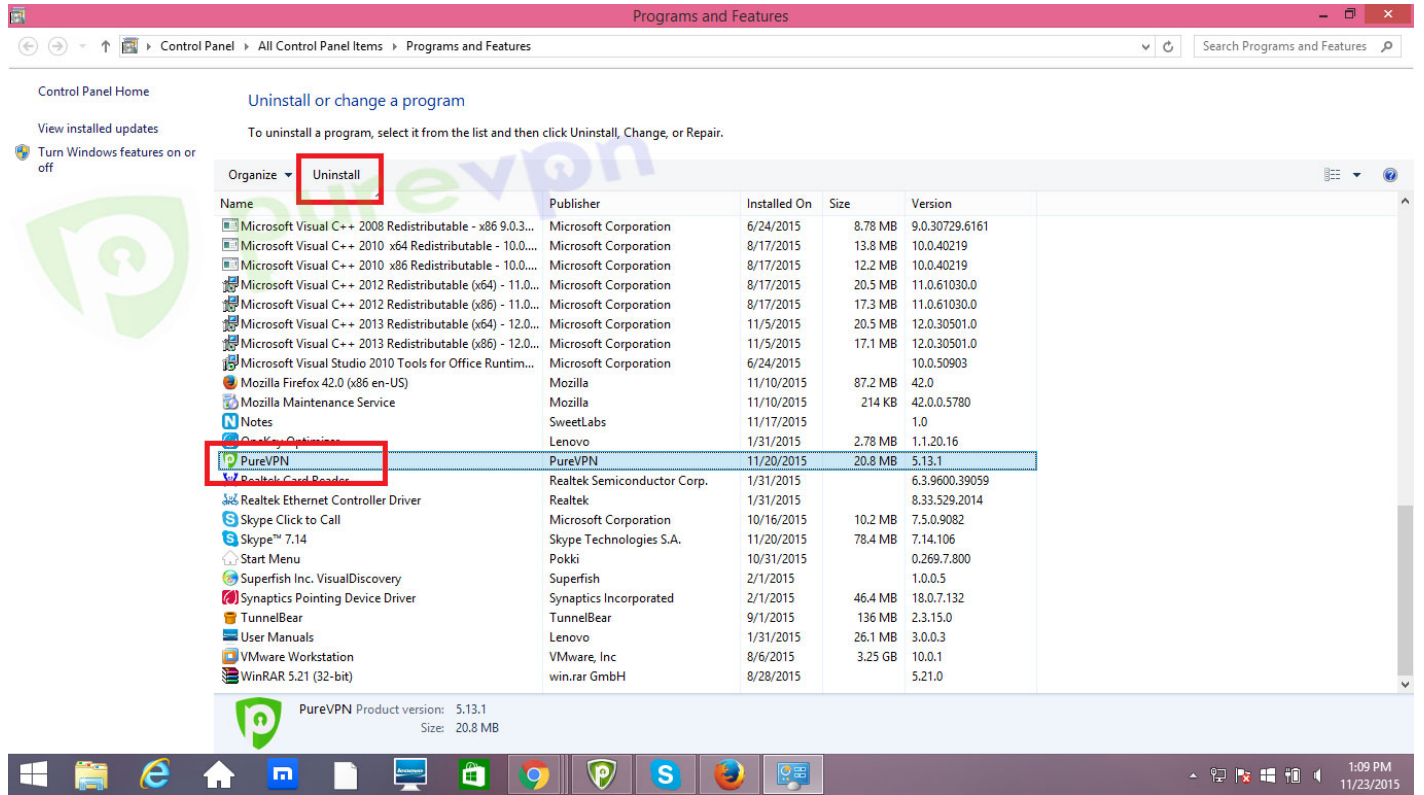 Programs and Features
Control Panel All Control Panel Items Programs and Features
Search Programs and Features
Control Panel Home
View installed updates
Turn Windows features on or
off
Uninstall or change a program
To uninstall a program, select it from the list and then click Uninstall, Change, or Repair.
purevpn
Organize Uninstall
Name Publisher Installed On Size Version
Microsoft Visual C++ 2008 Redistributable - x86 9.0.3... Microsoft Corporation 6/24/2015 8.78 MB 9.0.30729.6161
Microsoft Visual C++ 2010 x64 Redistributable - 10.0.... Microsoft Corporation 8/17/2015 13.8 MB 10.0.40219
Microsoft Visual C++ 2010 x86 Redistributable - 10.0.... Microsoft Corporation 8/17/2015 12.2 MB 10.0.40219
Microsoft Visual C++ 2012 Redistributable (x64) - 11.0... Microsoft Corporation 8/17/2015 20.5 MB 11.0.61030.0
Microsoft Visual C++ 2012 Redistributable (x86) - 11.0... Microsoft Corporation 8/17/2015 17.3 MB 11.0.61030.0
Microsoft Visual C++ 2013 Redistributable (x64) - 12.0... Microsoft Corporation 11/5/2015 20.5 MB 12.0.30501.0
Microsoft Visual C++ 2013 Redistributable (x86) - 12.0... Microsoft Corporation 11/5/2015 17.1 MB 12.0.30501.0
Microsoft Visual Studio 2010 Tools for Office Runtim... Microsoft Corporation 6/24/2015 10.0.50903
Mozilla Firefox 42.0 (x86 en-US) Mozilla 11/10/2015 87.2 MB 42.0
Mozilla Maintenance Service Mozilla 11/10/2015 214 KB 42.0.0.5780
Notes SweetLabs 11/17/2015 1.0
OneKey Optimizer Lenovo 1/31/2015 2.78 MB 1.1.20.16
PureVPN PureVPN 11/20/2015 20.8 MB 5.13.1
Realtek Card Reader Realtek Semiconductor Corp. 1/31/2015 6.3.9600.39059
Realtek Ethernet Controller Driver Realtek 1/31/2015 8.33.529.2014
Skype Click to Call Microsoft Corporation 10/16/2015 10.2 MB 7.5.0.9082
Skype™ 7.14 Skype Technologies S.A. 11/20/2015 78.4 MB 7.14.106
Start Menu Pokki 10/31/2015 0.269.7.800
Superfish Inc. VisualDiscovery Superfish 2/1/2015 1.0.0.5
Synaptics Pointing Device Driver Synaptics Incorporated 2/1/2015 46.4 MB 18.0.7.132
TunnelBear TunnelBear 9/1/2015 136 MB 2.3.15.0
User Manuals Lenovo 1/31/2015 26.1 MB 3.0.0.3
VMware Workstation VMware, Inc 8/6/2015 3.25 GB 10.0.1
WinRAR 5.21 (32-bit) win.rar GmbH 8/28/2015 5.21.0
PureVPN Product version: 5.13.1
Size: 20.8 MB
1:09 PM
11/23/2015